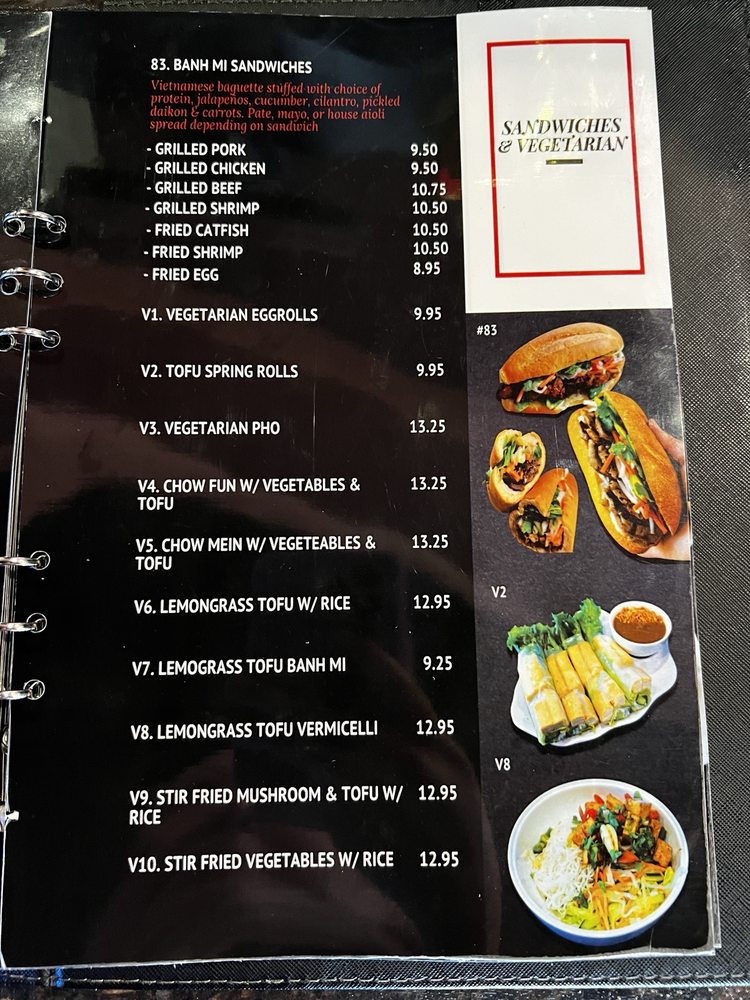 83. BANH MI SANDWICHES
Vietnamese baguette stuffed with choice of
protein, jalapeños, cucumber, cilantro, pickled
daikon & carrots. Pate, mayo, or house aioli
spread depending on sandwich
- GRILLED PORK 9.50
- GRILLED CHICKEN 9.50
- GRILLED BEEF 10.75
- GRILLED SHRIMP 10.50
- FRIED CATFISH 10.50
- FRIED SHRIMP 10.50
- FRIED EGG 8.95
V1. VEGETARIAN EGGROLLS 9.95
V2. TOFU SPRING ROLLS 9.95
V3. VEGETARIAN PHO 13.25
V4. CHOW FUN W/ VEGETABLES & 13.25
TOFU
V5. CHOW MEIN W/ VEGETEABLES & 13.25
TOFU
V6. LEMONGRASS TOFU W/ RICE 12.95
V7. LEMOGRASS TOFU BANH MI 9.25
V8. LEMONGRASS TOFU VERMICELLI 12.95
V9. STIR FRIED MUSHROOM & TOFU W/ 12.95
RICE
V10. STIR FRIED VEGETABLES W/ RICE 12.95
SANDWICHES
& VEGETARIAN
#83
V2
V8